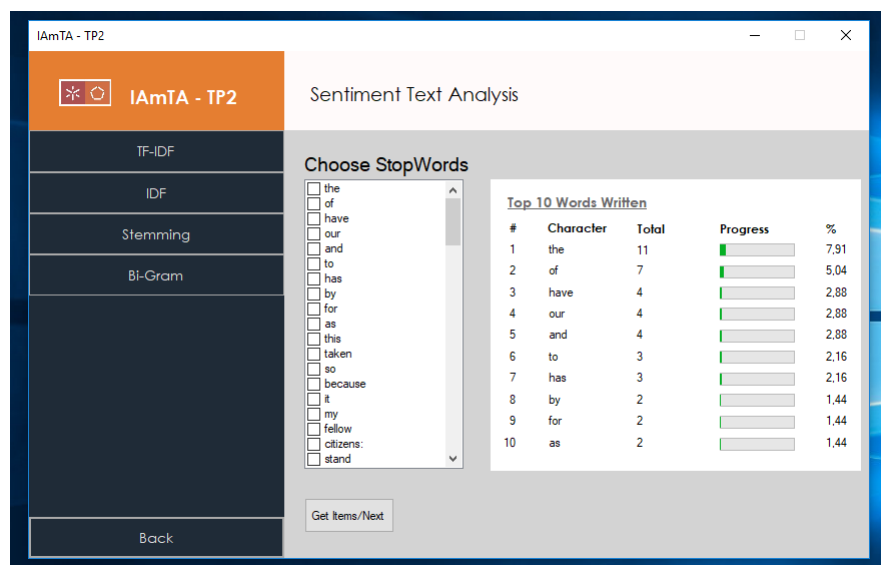 IAmTA - TP2
IAmTA - TP2
Sentiment Text Analysis
TF-IDF
IDF
Stemming
Bi-Gram
Back
Choose StopWords
the
of
have
our
and
to
has
by
for
as
this
taken
so
because
it
my
fellow
citizens:
stand
Get Items/Next
Top 10 Words Written
# Character Total Progress %
1 the 11 7,91
2 of 7 5,04
3 have 4 2,88
4 our 4 2,88
5 and 4 2,88
6 to 3 2,16
7 has 3 2,16
8 by 2 1,44
9 for 2 1,44
10 as 2 1,44